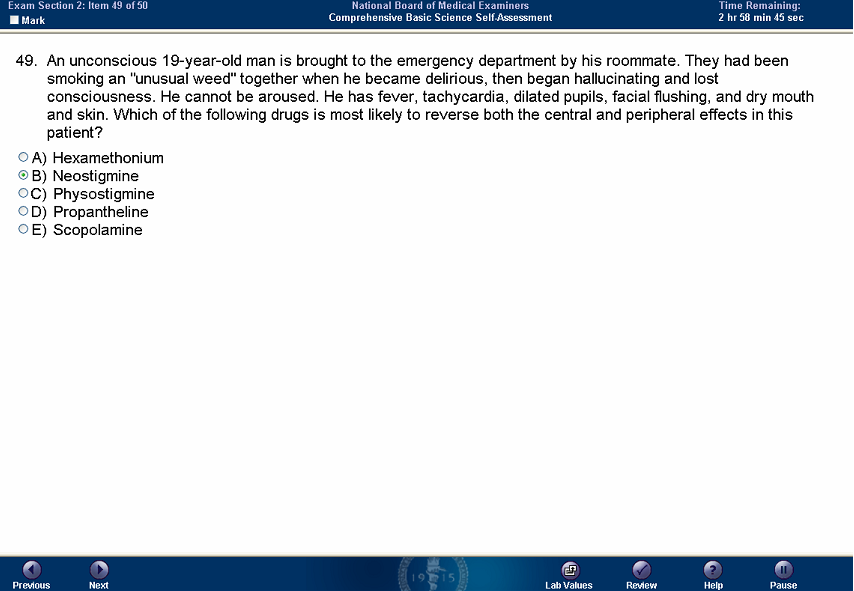 Exam Section 2: Item 49 of 50
National Board of Medical Examiners
Time Remaining:
Mark
Comprehensive Basic Science Self-Assessment
2 hr 58 min 45 sec
49. An unconscious 19-year-old man is brought to the emergency department by his roommate. They had been
smoking an "unusual weed" together when he became delirious, then began hallucinating and lost
consciousness. He cannot be aroused. He has fever, tachycardia, dilated pupils, facial flushing, and dry mouth
and skin. Which of the following drugs is most likely to reverse both the central and peripheral effects in this
patient?
A) Hexamethonium
B) Neostigmine
C) Physostigmine
D) Propantheline
E) Scopolamine
1915
Previous Next Lab Values Review Help Pause